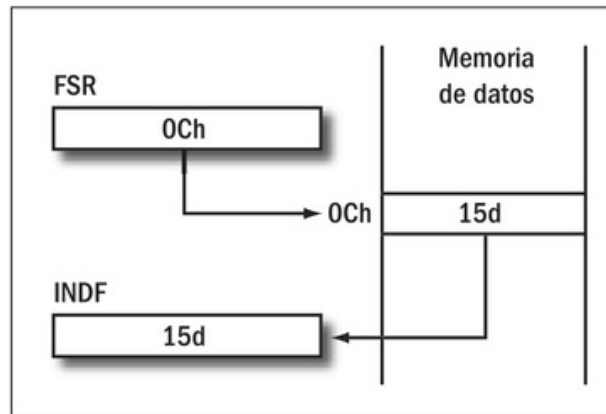 Memoria
de datos
FSR
0Ch
0Ch
15d
INDF
15d